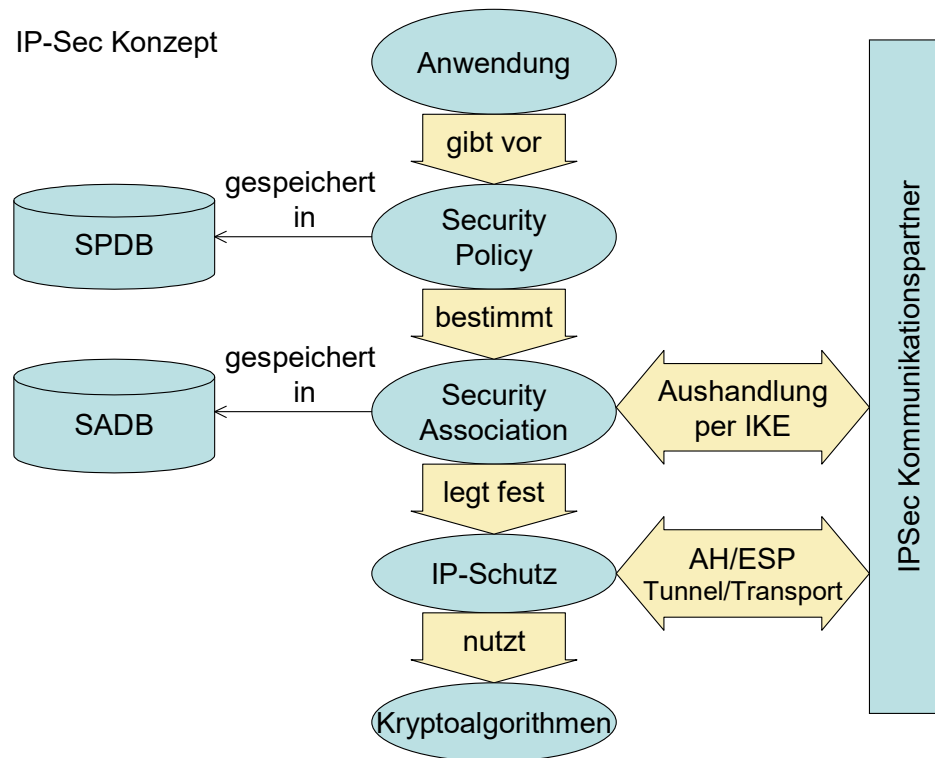 IP-Sec Konzept
Anwendung
gibt vor
gespeichert
in
SPDB
Security
Policy
bestimmt
gespeichert
in
SADB
Security
Association
Aushandlung
per IKE
legt fest
IP-Schutz
AH/ESP
Tunnel/Transport
nutzt
Kryptoalgorithmen
IPSec Kommunikationspartner